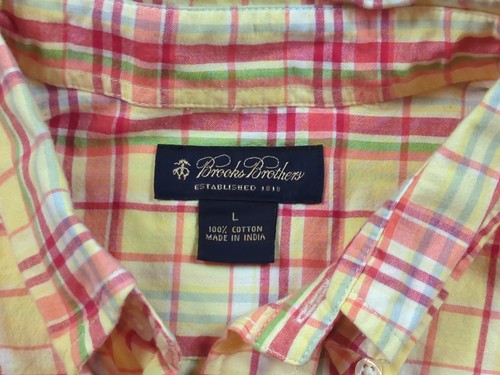 Brooks Brothers
ESTABLISHED 1818
L
100% COTTON
MADE IN INDIA